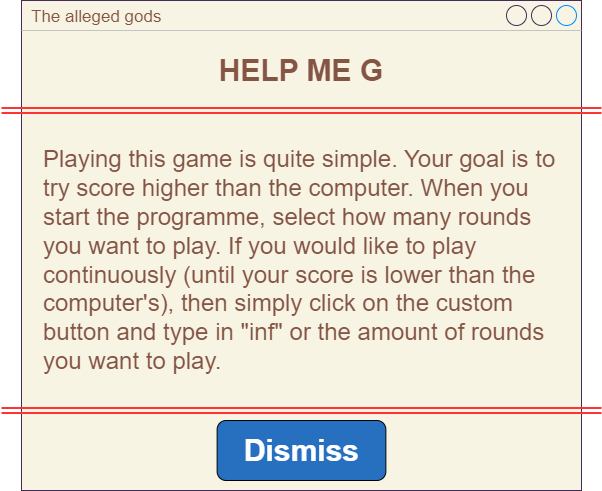 The alleged gods
HELP ME G
Playing this game is quite simple. Your goal is to
try score higher than the computer. When you
start the programme, select how many rounds
you want to play. If you would like to play
continuously (until your score is lower than the
computer's), then simply click on the custom
button and type in "inf" or the amount of rounds
you want to play.
Dismiss